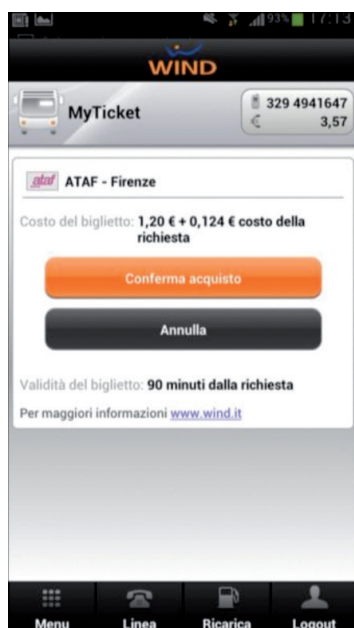 93% 17:13
WIND
MyTicket
329 4941647
€ 3,57
ataf ATAF - Firenze
Costo del biglietto: 1,20 € + 0,124 € costo della
richiesta
Conferma acquisto
Annulla
Validità del biglietto: 90 minuti dalla richiesta
Per maggiori informazioni www.wind.it
Menu Linea Ricarica Logout